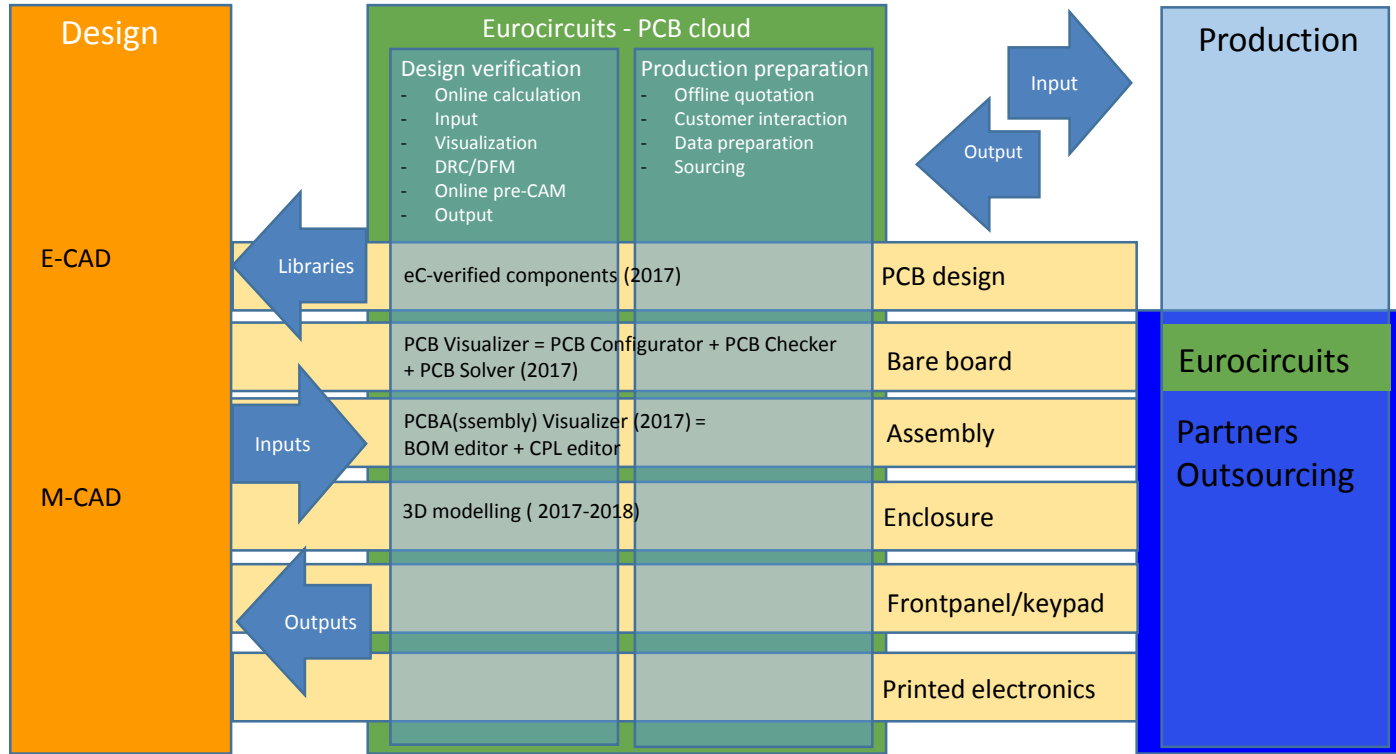 Design
Eurocircuits - PCB cloud
Production
Design verification
- Online calculation
- Input
- Visualization
- DRC/DFM
- Online pre-CAM
- Output
Production preparation
- Offline quotation
- Customer interaction
- Data preparation
- Sourcing
Input
Output
E-CAD
Libraries
eC-verified components (2017)
PCB design
PCB Visualizer = PCB Configurator + PCB Checker
+ PCB Solver (2017)
Bare board
Eurocircuits
Inputs
PCBA(ssembly) Visualizer (2017) =
BOM editor + CPL editor
Assembly
Partners
Outsourcing
M-CAD
3D modelling ( 2017-2018)
Enclosure
Outputs
Frontpanel/keypad
Printed electronics